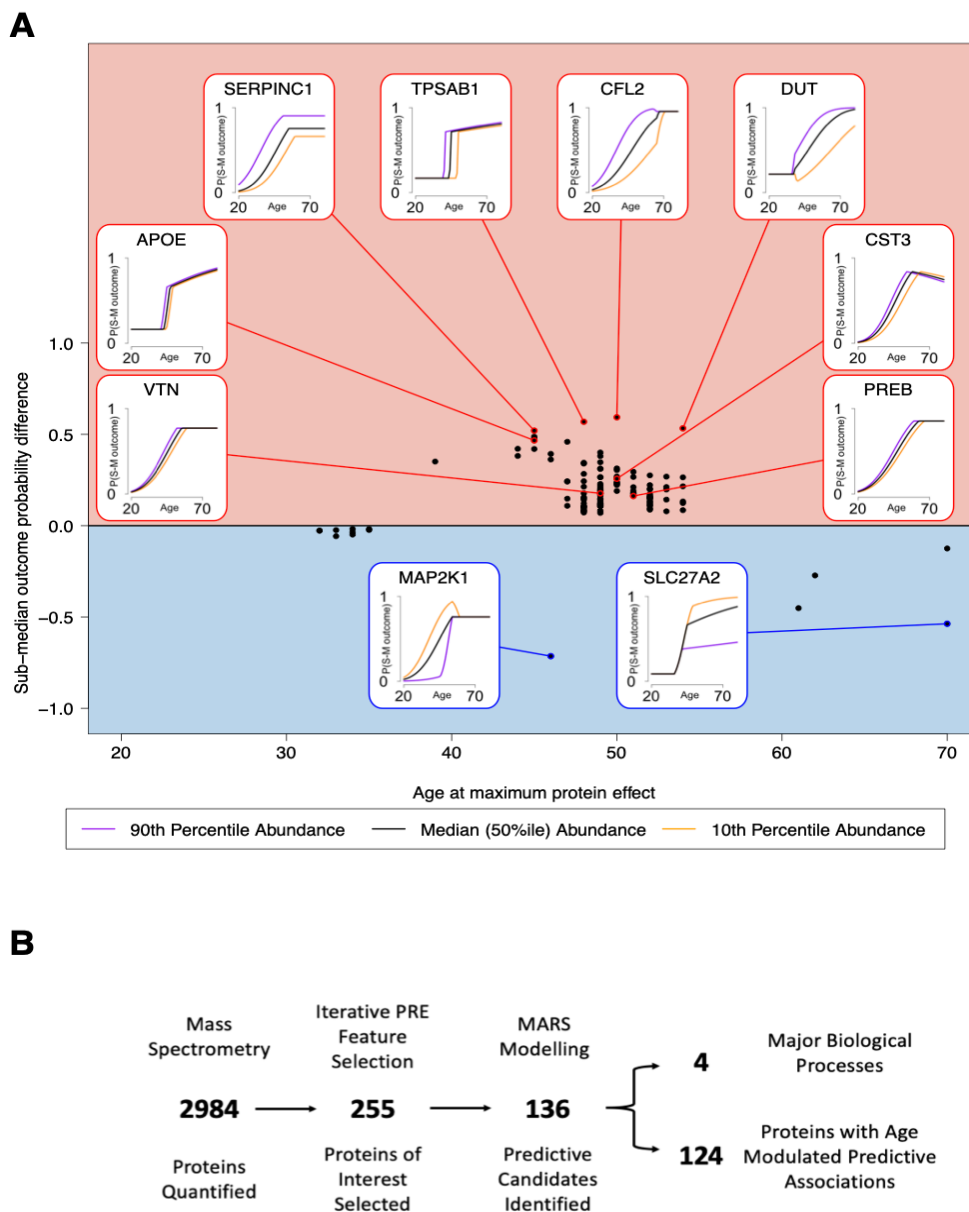 A
SERPINC1
P(S-M outcome)
1
0
20
Age
70
TPSAB1
P(S-M outcome)
1
0
20
Age
70
CFL2
P(S-M outcome)
1
0
20
Age
70
DUT
P(S-M outcome)
1
0
20
Age
70
APOE
P(S-M outcome)
1
0
20
Age
70
CST3
P(S-M outcome)
1
0
20
Age
70
VTN
P(S-M outcome)
1
0
20
Age
70
PREB
P(S-M outcome)
1
0
20
Age
70
MAP2K1
P(S-M outcome)
1
0
20
Age
70
SLC27A2
P(S-M outcome)
1
0
20
Age
70
Sub−median outcome probability difference
1.0
0.5
0.0
−0.5
−1.0
20
30
40
50
60
70
Age at maximum protein effect
90th Percentile Abundance
Median (50%ile) Abundance
10th Percentile Abundance
B
Mass
Spectrometry
2984
Proteins
Quantified
Iterative PRE
Feature
Selection
255
Proteins of
Interest
Selected
MARS
Modelling
136
Predictive
Candidates
Identified
4
Major Biological
Processes
124
Proteins with Age
Modulated Predictive
Associations